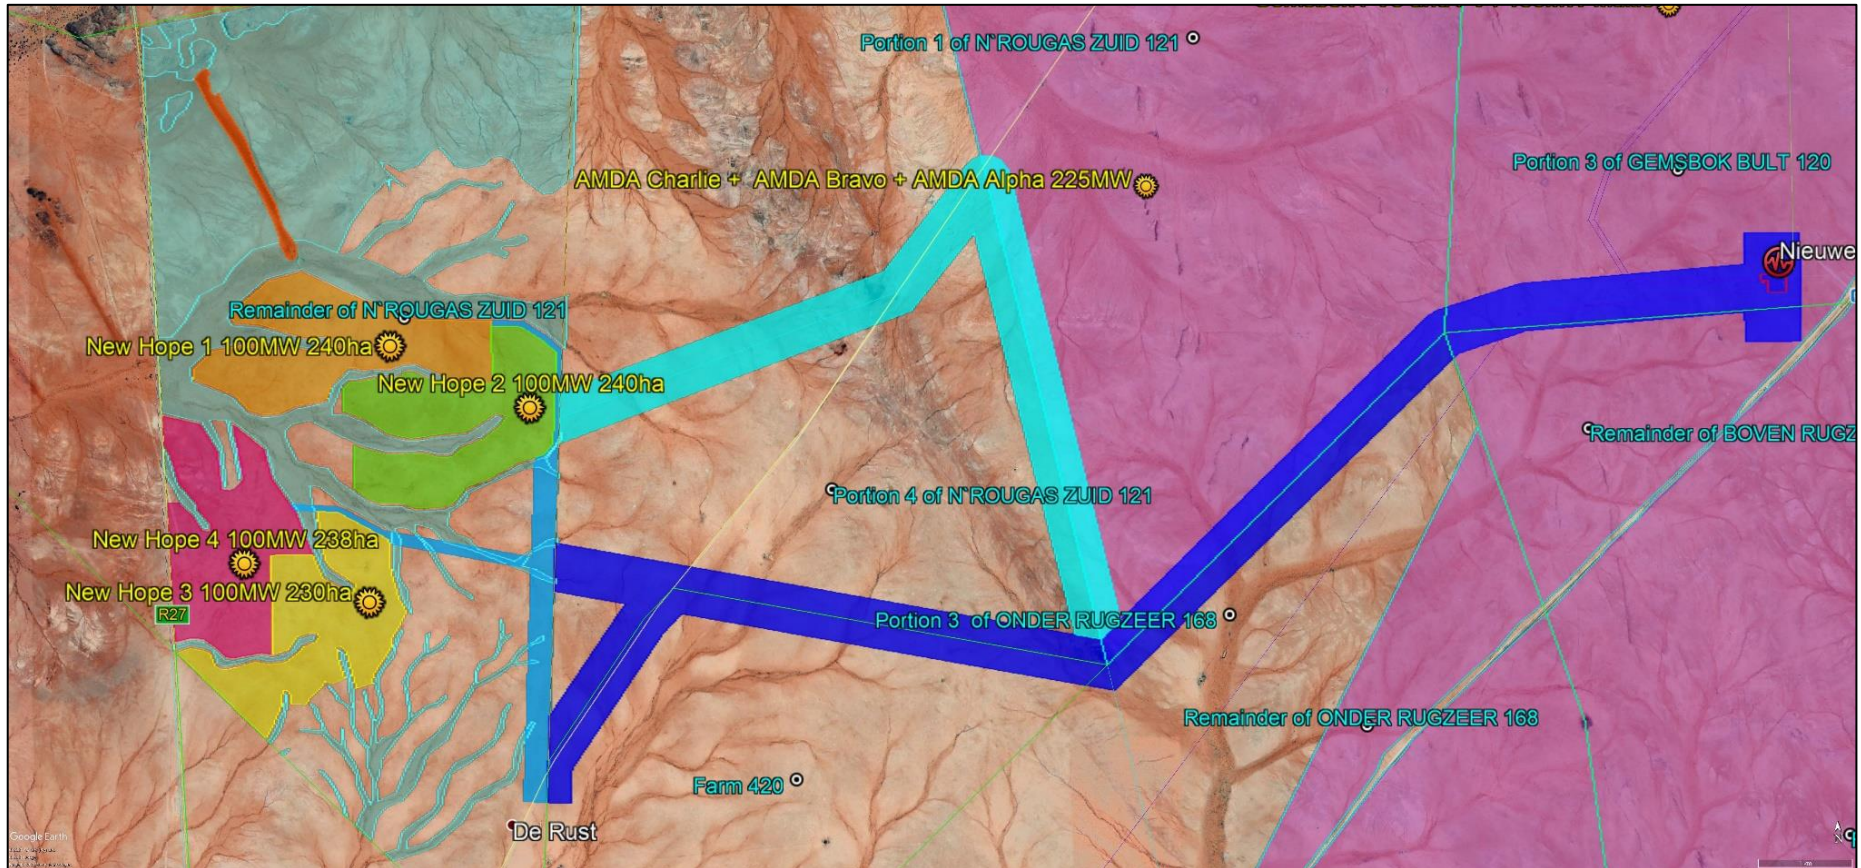 Portion 1 of N`ROUGAS ZUID 121
Portion 3 of GEMSBOK BULT 120
AMDA Charlie + AMDA Bravo + AMDA Alpha 225MW
Nieuwe
Remainder of N`ROUGAS ZUID 121
New Hope 1 100MW 240ha
New Hope 2 100MW 240ha
Remainder of BOVEN RUGZ
Portion 4 of N`ROUGAS ZUID 121
New Hope 4 100MW 238ha
New Hope 3 100MW 230ha
R27
Portion 3 of ONDER RUGZEER 168
Remainder of ONDER RUGZEER 168
Farm 420
De Rust
Google Earth